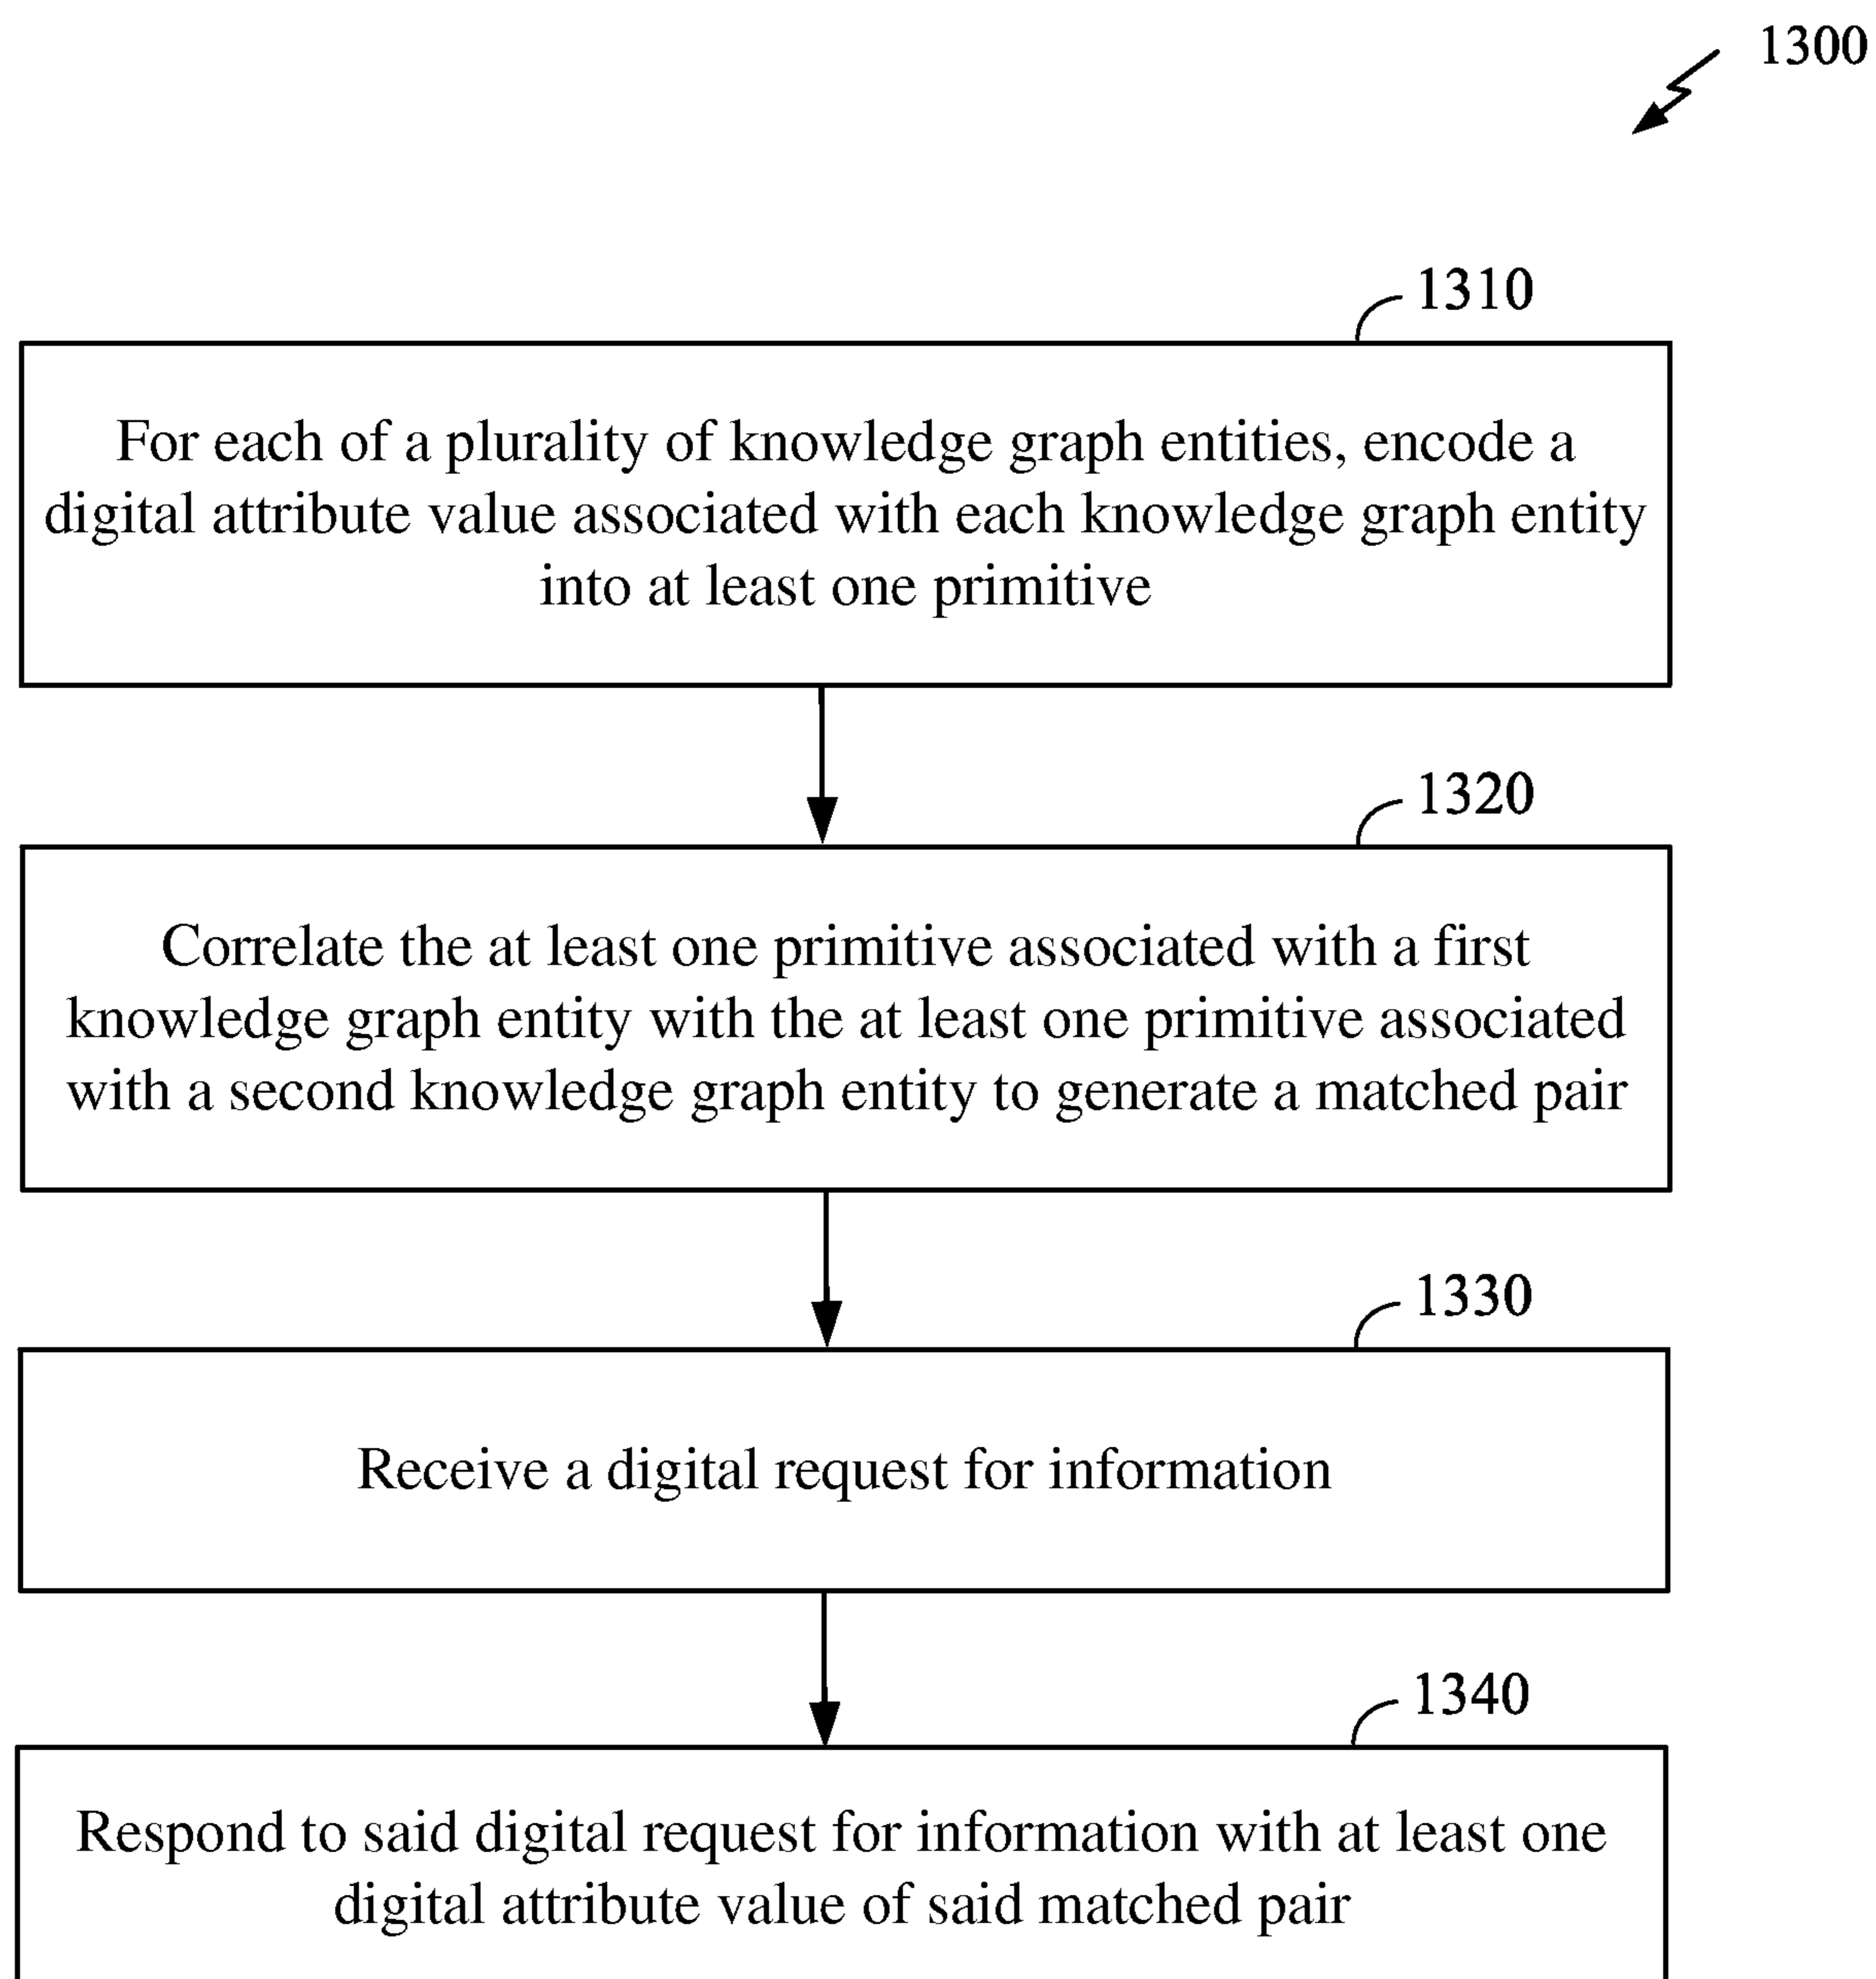 1300
1310
For each of a plurality of knowledge graph entities, encode a
digital attribute value associated with each knowledge graph entity
into at least one primitive
1320
Correlate the at least one primitive associated with a first
knowledge graph entity with the at least one primitive associated
with a second knowledge graph entity to generate a matched pair
1330
Receive a digital request for information
1340
Respond to said digital request for information with at least one
digital attribute value of said matched pair